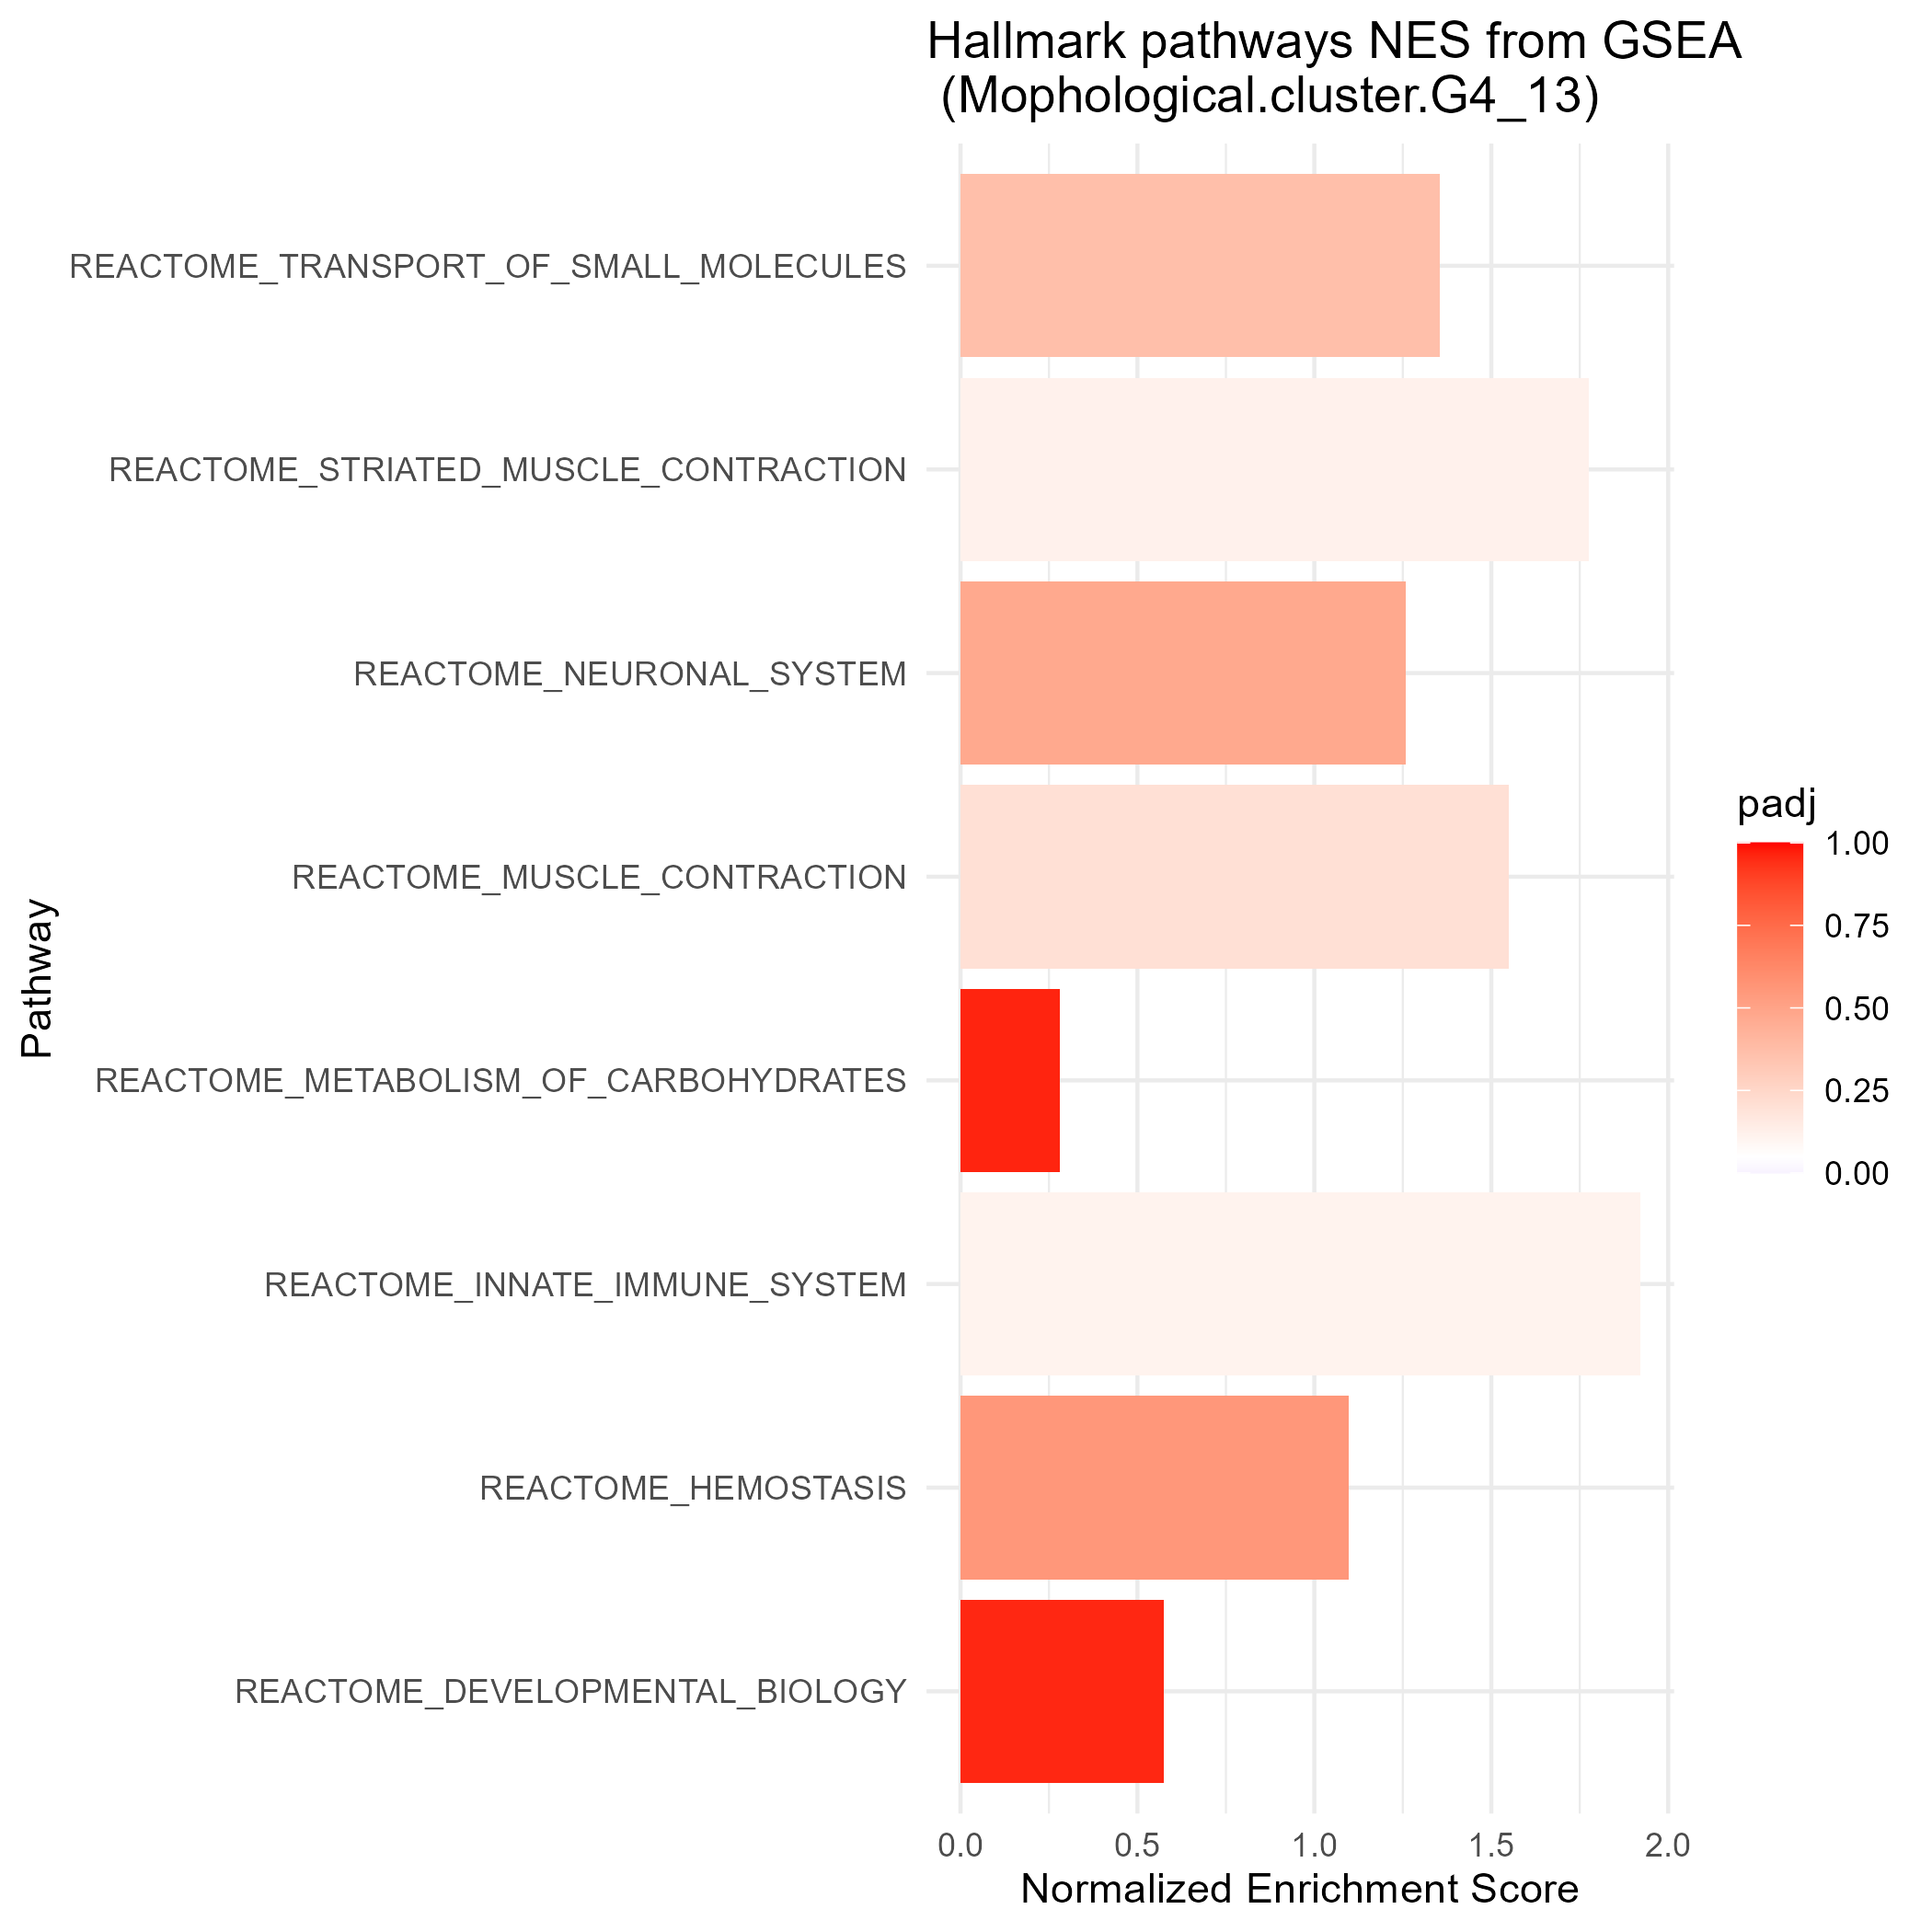 Hallmark pathways NES from GSEA
(Mophological.cluster.G4_13)
REACTOME_TRANSPORT_OF_SMALL_MOLECULES
REACTOME_STRIATED_MUSCLE_CONTRACTION
REACTOME_NEURONAL_SYSTEM
REACTOME_MUSCLE_CONTRACTION
REACTOME_METABOLISM_OF_CARBOHYDRATES
REACTOME_INNATE_IMMUNE_SYSTEM
REACTOME_HEMOSTASIS
REACTOME_DEVELOPMENTAL_BIOLOGY
Pathway
0.0 0.5 1.0 1.5 2.0
Normalized Enrichment Score
padj
1.00
0.75
0.50
0.25
0.00